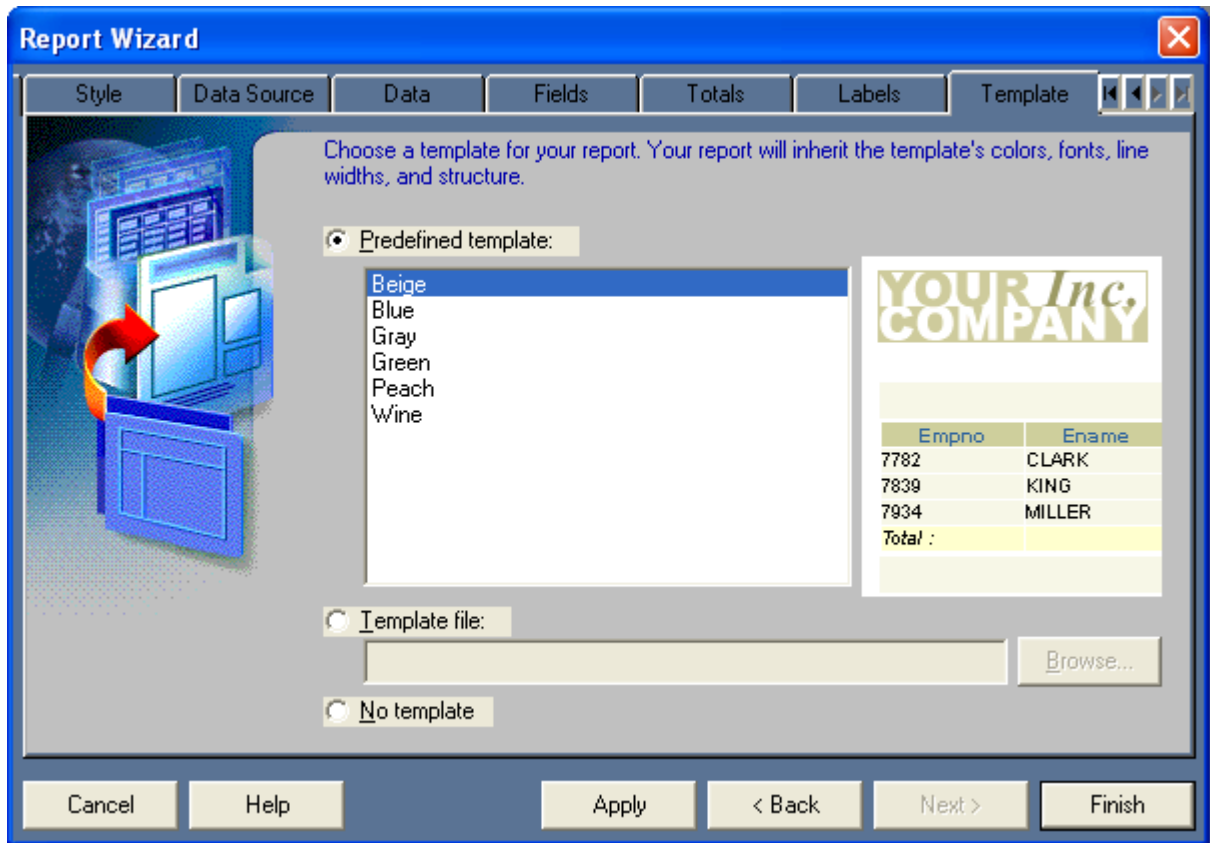 Report Wizard
Style Data Source Data Fields Totals Labels Template
Choose a template for your report. Your report will inherit the template's colors, fonts, line
widths, and structure.
Predefined template:
Beige
Blue
Gray
Green
Peach
Wine
YOUR Inc.
COMPANY
Empno Ename
7782 CLARK
7839 KING
7934 MILLER
Total :
Template file:
Browse...
No template
Cancel Help Apply < Back Next > Finish